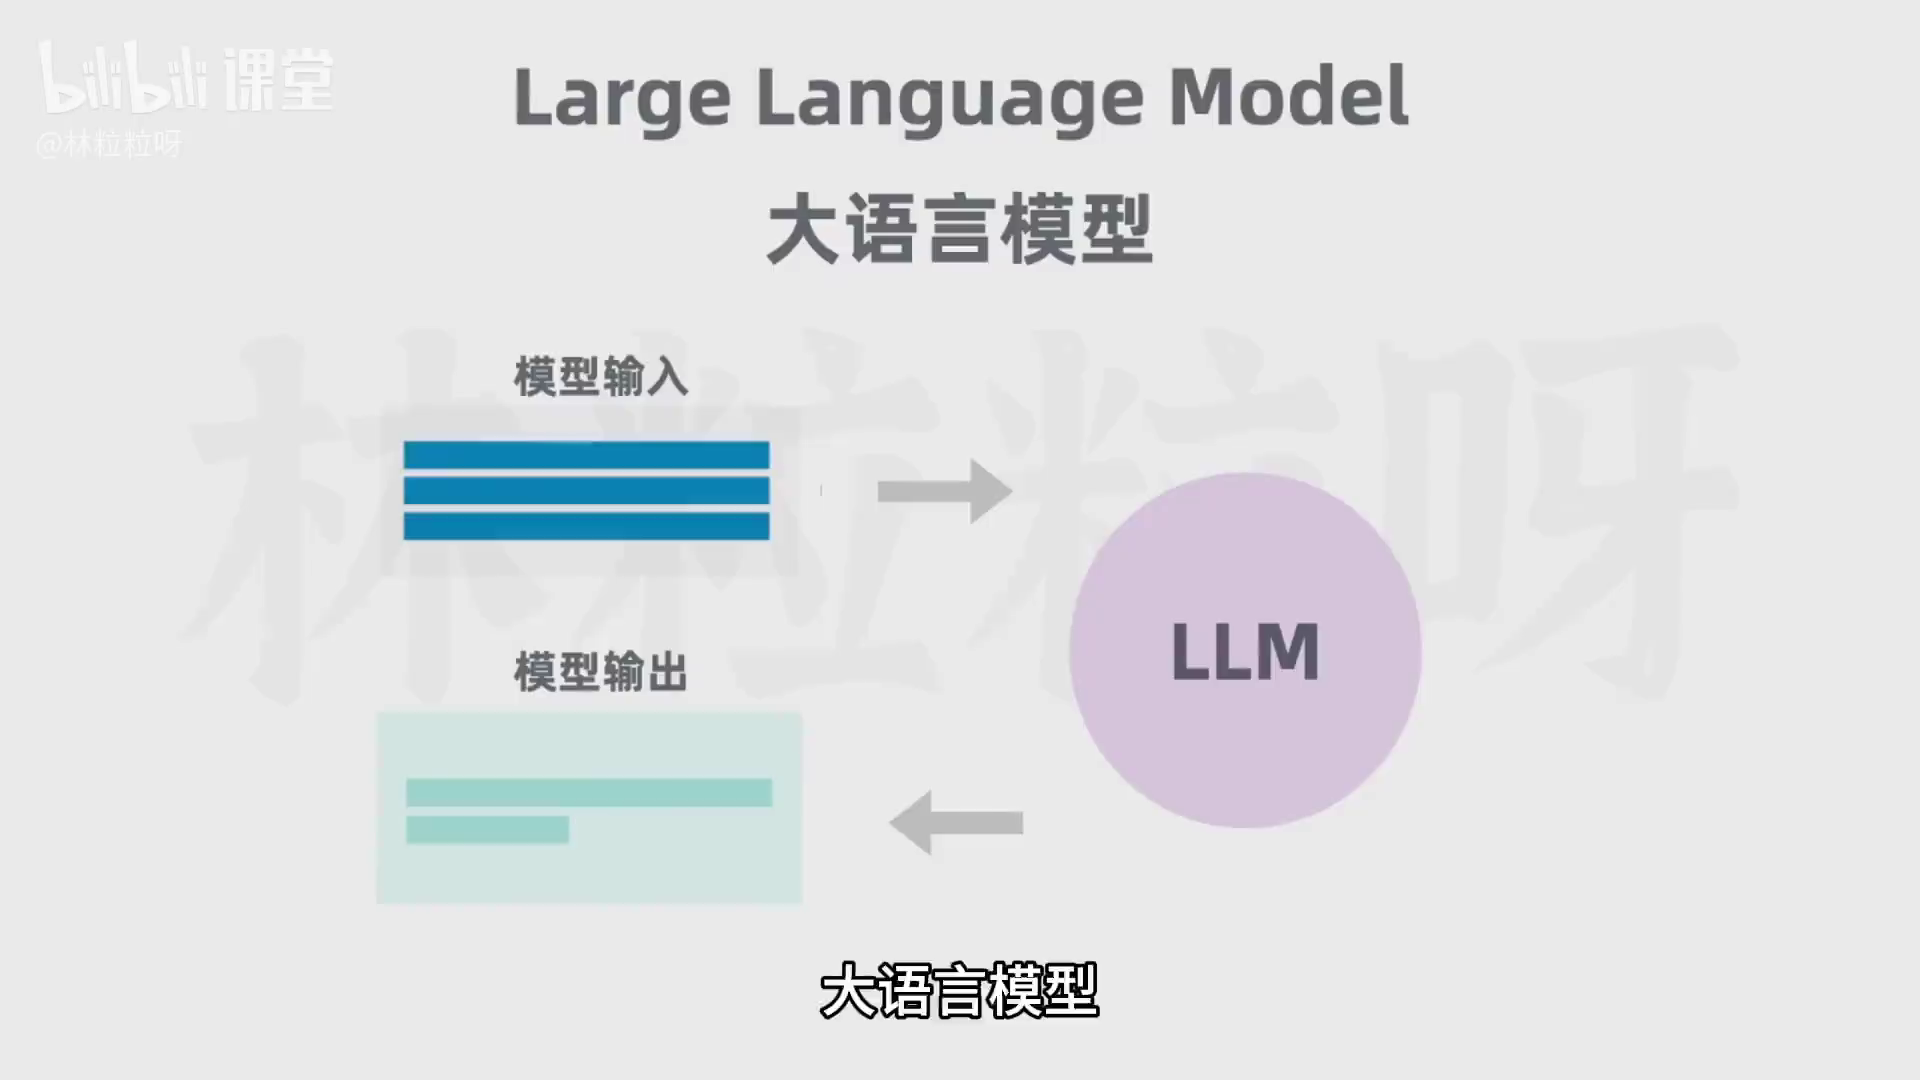 bilibili 课堂
@林粒粒呀
Large Language Model
大语言模型
林粒粒呀
模型输入
LLM
模型输出
大语言模型